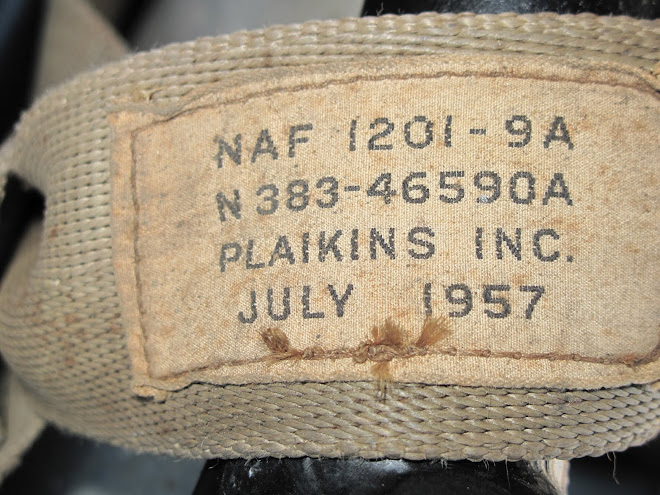 NAF 1201-9A
N383-46590A
PLAIKINS INC.
JULY 1957